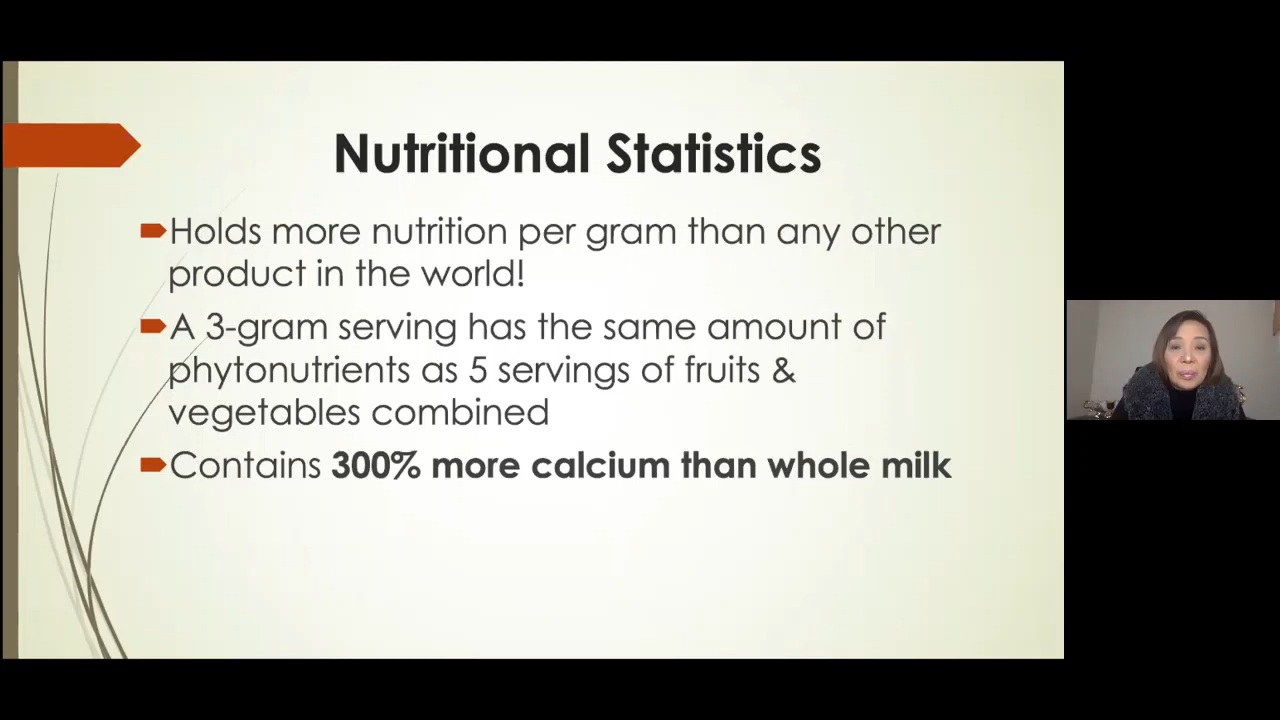 Nutritional Statistics
Holds more nutrition per gram than any other
product in the world!
A 3-gram serving has the same amount of
phytonutrients as 5 servings of fruits &
vegetables combined
Contains 300% more calcium than whole milk